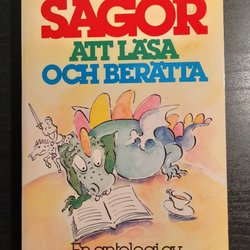 SAGOR
ATT LÄSA
OCH BERÄTTA
En antologi av